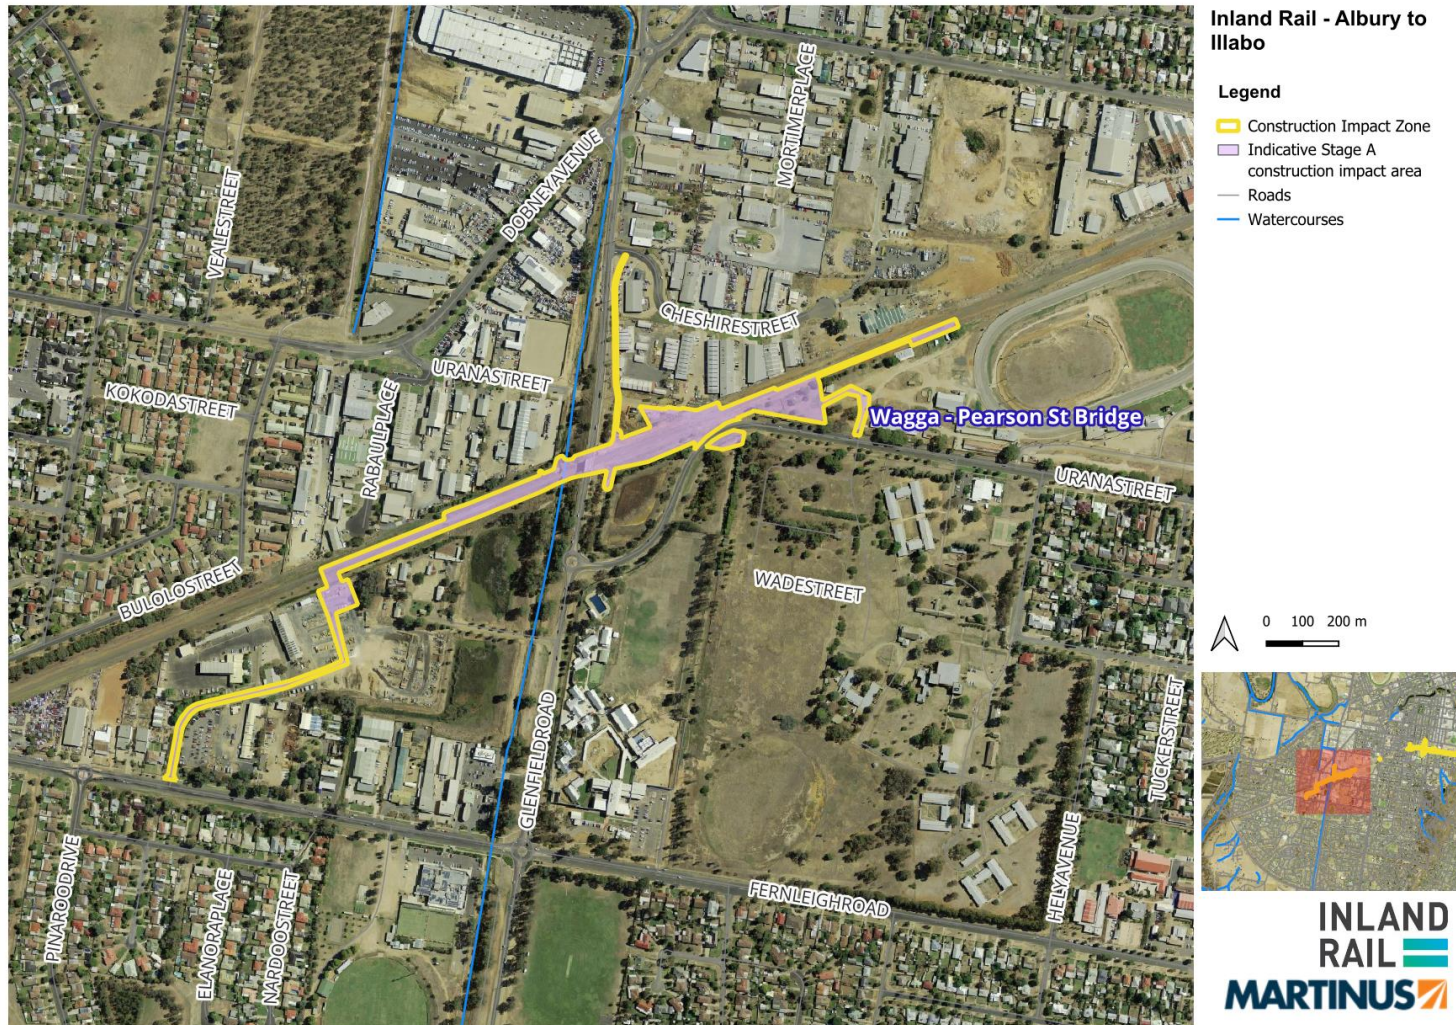 Inland Rail - Albury to
Illabo
Legend
Construction Impact Zone
Indicative Stage A
construction impact area
Roads
Watercourses
MORTIMERPLACE
DOBNEYAVENUE
VEALESTREET
CHESHIRESTREET
URANASTREET
KOKODASTREET
RABAULPLACE
Wagga - Pearson St Bridge
URANASTREET
BULOLOSTREET
WADESTREET
GLENFIELDROAD
TUCKERSTREET
PINAROODRIVE
ELANORAPLACE
NARDOOSTREET
FERNLEIGHROAD
HELYAVENUE
0 100 200 m
INLAND
RAIL
MARTINUS